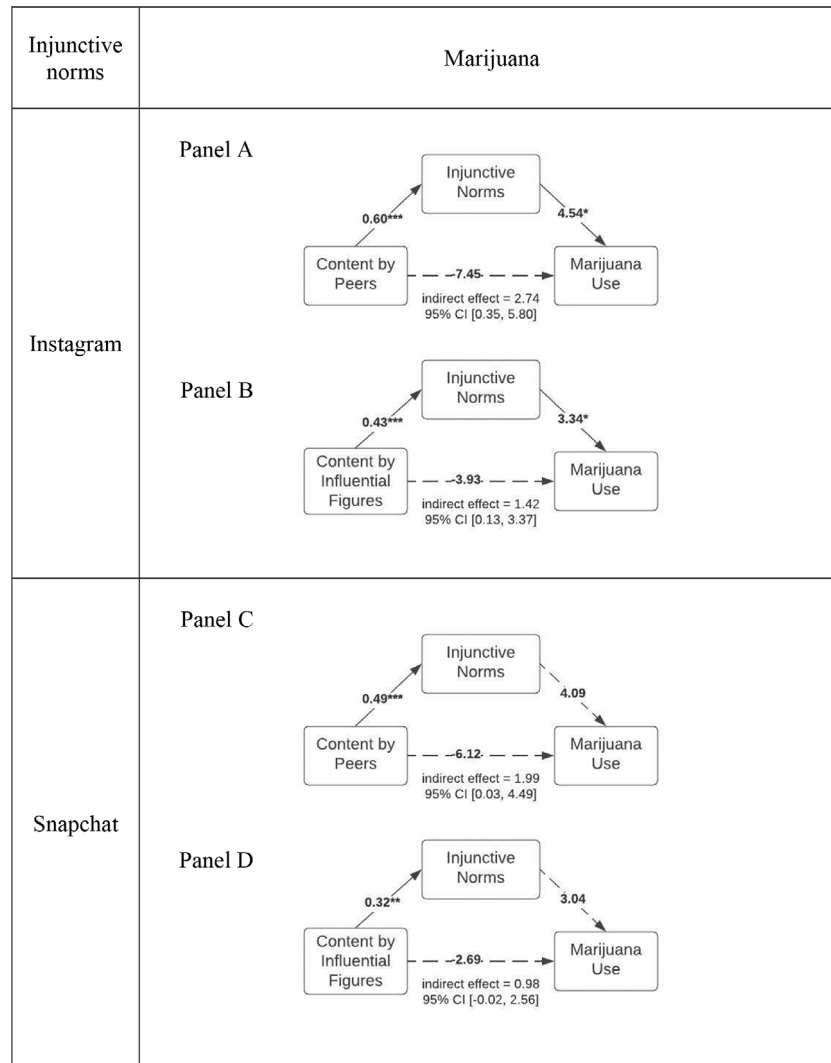 Injunctive
norms
Marijuana
Instagram
Panel A
Injunctive
Norms
0.60***
4.54*
Content by
Peers
-7.45
Marijuana
Use
indirect effect = 2.74
95% CI [0.35, 5.80]
Panel B
Injunctive
Norms
0.43***
3.34*
Content by
Influential
Figures
-3.93
Marijuana
Use
indirect effect = 1.42
95% CI [0.13, 3.37]
Snapchat
Panel C
Injunctive
Norms
0.49***
4.09
Content by
Peers
-6.12
Marijuana
Use
indirect effect = 1.99
95% CI [0.03, 4.49]
Panel D
Injunctive
Norms
0.32**
3.04
Content by
Influential
Figures
-2.69
Marijuana
Use
indirect effect = 0.98
95% CI [-0.02, 2.56]